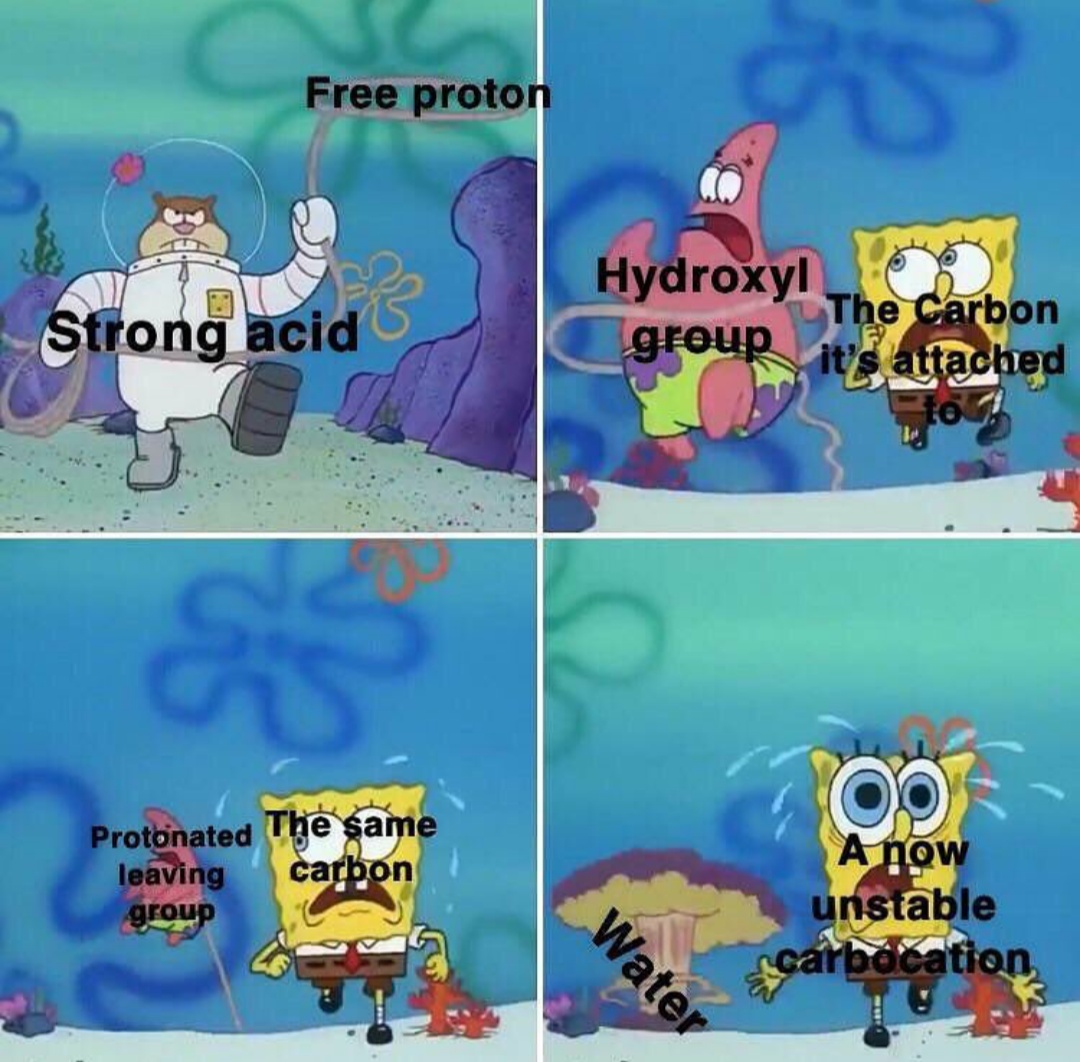 Free proton
Strong acid
Hydroxyl
group
The Carbon
it's attached
to
Protonated
leaving
group
The same
carbon
A now
unstable
carbocation
Water